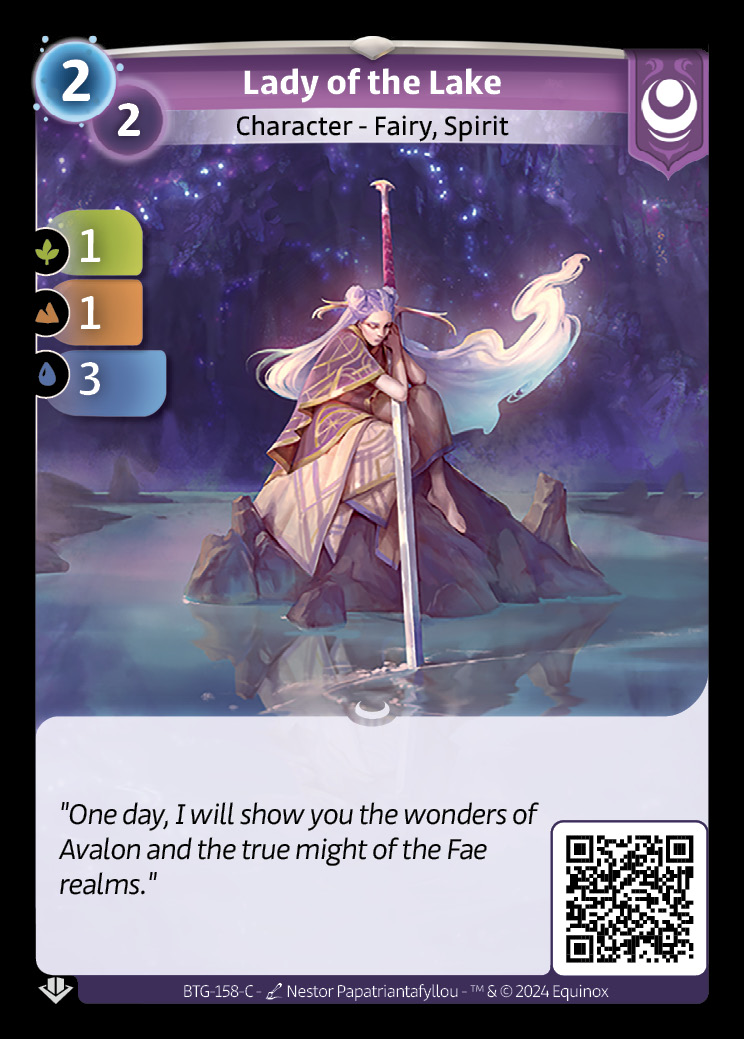 2
Lady of the Lake
2
Character - Fairy, Spirit
1
1
3
"One day, I will show you the wonders of
Avalon and the true might of the Fae
realms."
BTG-158-C - Nestor Papatriantafyllou - ™ & © 2024 Equinox